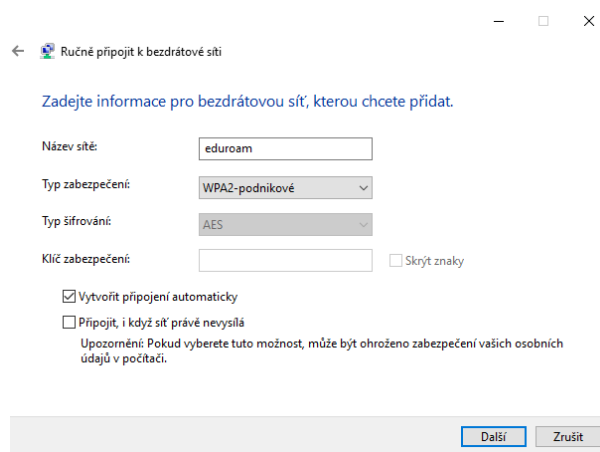 Ručně připojit k bezdrátové síti
Zadejte informace pro bezdrátovou síť, kterou chcete přidat.
Název sítě: eduroam
Typ zabezpečení: WPA2-podnikové
Typ šifrování: AES
Klíč zabezpečení: Skrýt znaky
Vytvořit připojení automaticky
Připojit, i když síť právě nevysílá
Upozornění: Pokud vyberete tuto možnost, může být ohroženo zabezpečení vašich osobních
údajů v počítači.
Další Zrušit